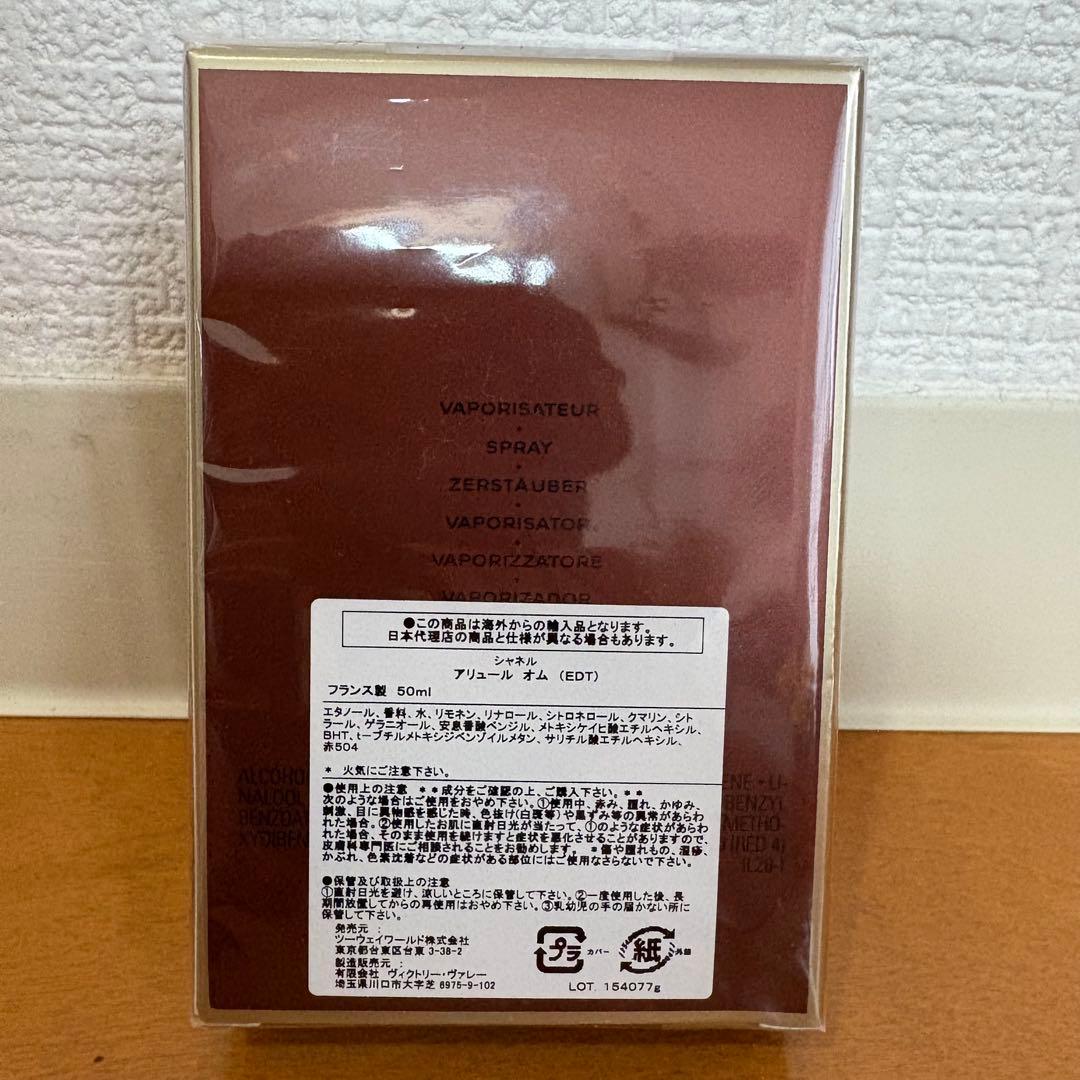 VAPORISATEUR
SPRAY
ZERSTÄUBER
VAPORISATOR
VAPORIZZATORE
VAPORIZADOR
●この商品は海外からの輸入品となります。
日本代理店の商品と仕様が異なる場合もあります。
シャネル
アリュール オム (EDT)
フランス製 50ml
エタノール、香料、水、リモネン、リナロール、シトロネロール、クマリン、シト
ラール、ゲラニオール、安息香酸ベンジル、メトキシケイヒ酸エチルヘキシル、
BHT、t-ブチルメトキシジベンゾイルメタン、サリチル酸エチルヘキシル、
赤504
* 火気にご注意下さい。
●使用上の注意 **成分をご確認の上、ご購入下さい。**
次のような場合はご使用をおやめ下さい。①使用中、赤み、腫れ、かゆみ、
刺激、目に異物感を感じた時、色抜け(白斑等)や黒ずみ等の異常があらわ
れた場合。②使用したお肌に直射日光が当たって、①のような症状があらわ
れた場合、そのまま使用を続けますと症状を悪化させることがありますので、
皮膚科専門医にご相談されることをお勧めします。 *傷や腫れもの、湿疹、
かぶれ、色素沈着などの症状がある部位にはご使用なさらないで下さい。
●保管及び取扱上の注意
①直射日光を避け、涼しいところに保管して下さい。②一度使用した後、長
期間放置してからの再使用はおやめ下さい。③乳幼児の手の届かない所に
保管して下さい。
発売元 :
ツーウェイワールド株式会社
東京都台東区台東 3-38-2
製造販売元 :
有限会社 ヴィクトリー・ヴァレー
埼玉県川口市大字芝 6975-9-102
プラ カバー 紙 外箱
LOT. 154077g
ALCOHO
NALCOOL
BENZOA
XYDIBEN
ENE • LI-
BENZYL
METHO-
(RED 4)
IL20-1